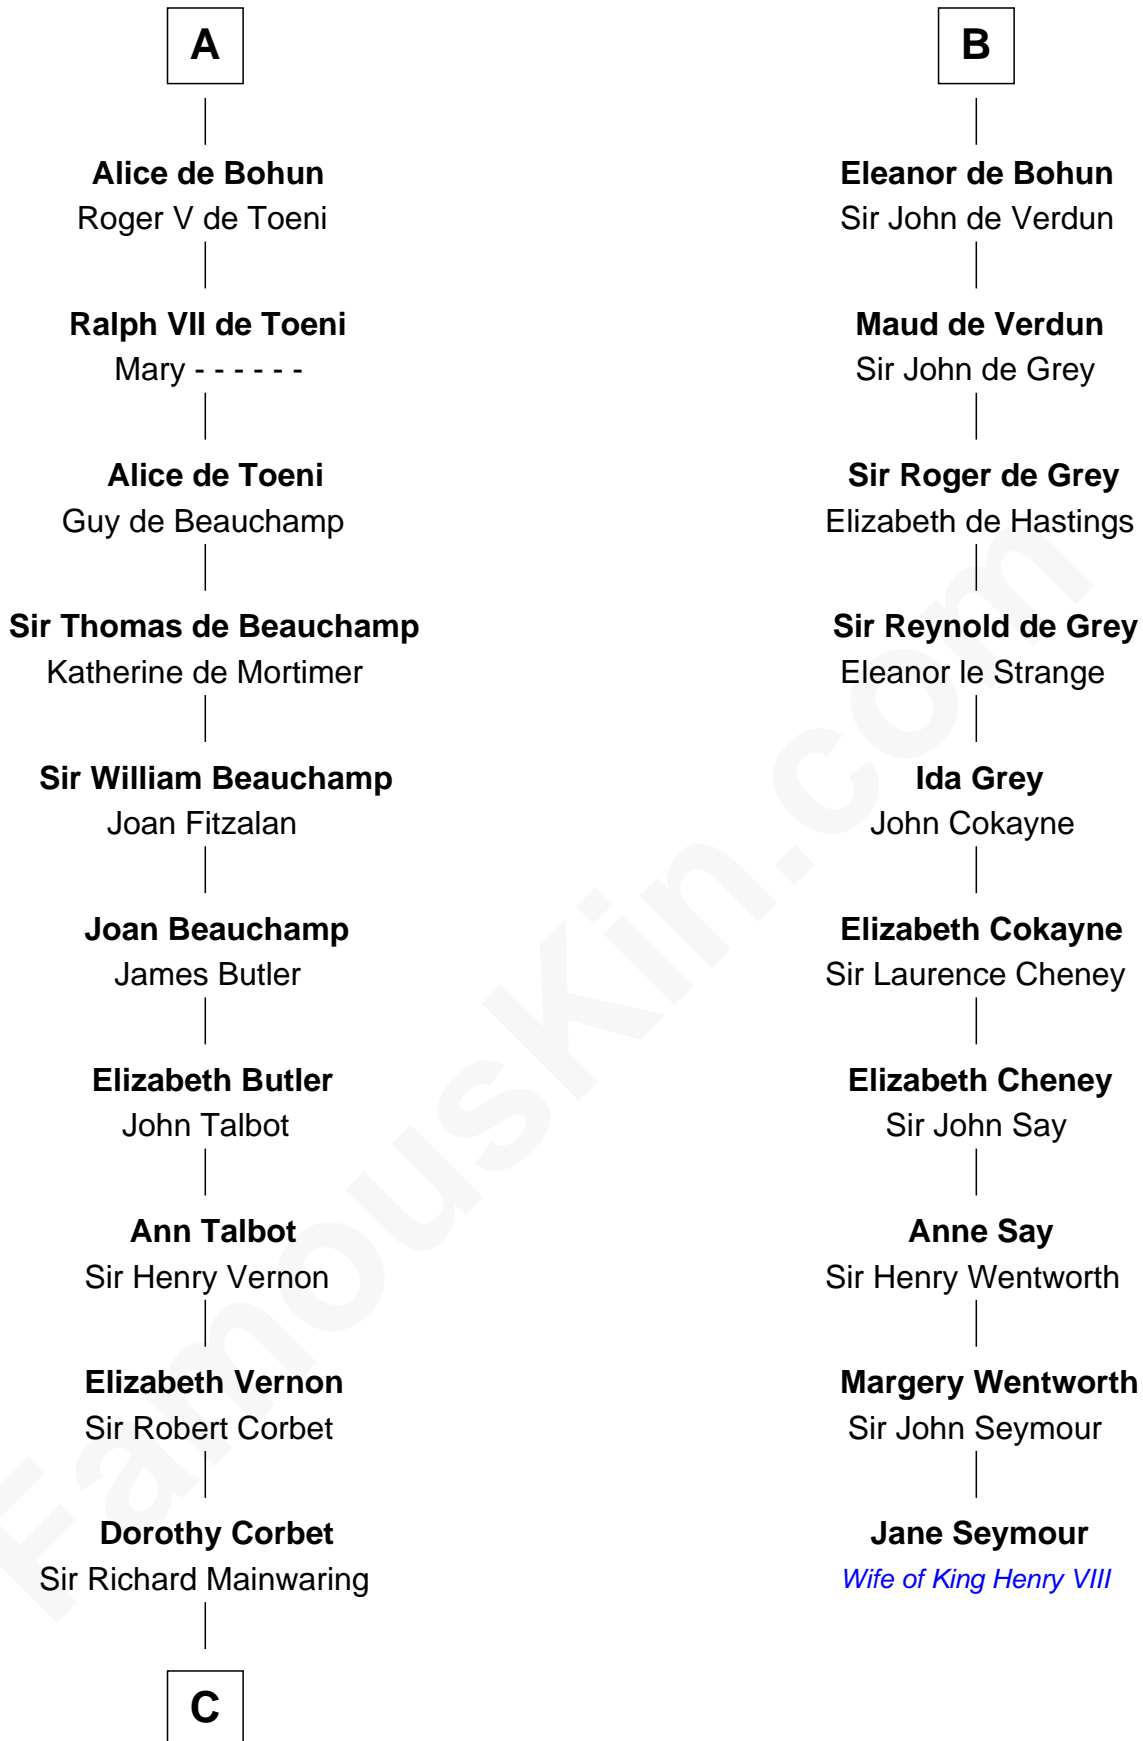 A
Alice de Bohun
Roger V de Toeni
Ralph VII de Toeni
Mary - - - - - -
Alice de Toeni
Guy de Beauchamp
Sir Thomas de Beauchamp
Katherine de Mortimer
Sir William Beauchamp
Joan Fitzalan
Joan Beauchamp
James Butler
Elizabeth Butler
John Talbot
Ann Talbot
Sir Henry Vernon
Elizabeth Vernon
Sir Robert Corbet
Dorothy Corbet
Sir Richard Mainwaring
C
B
Eleanor de Bohun
Sir John de Verdun
Maud de Verdun
Sir John de Grey
Sir Roger de Grey
Elizabeth de Hastings
Sir Reynold de Grey
Eleanor le Strange
Ida Grey
John Cokayne
Elizabeth Cokayne
Sir Laurence Cheney
Elizabeth Cheney
Sir John Say
Anne Say
Sir Henry Wentworth
Margery Wentworth
Sir John Seymour
Jane Seymour
Wife of King Henry VIII
FamousKin.com